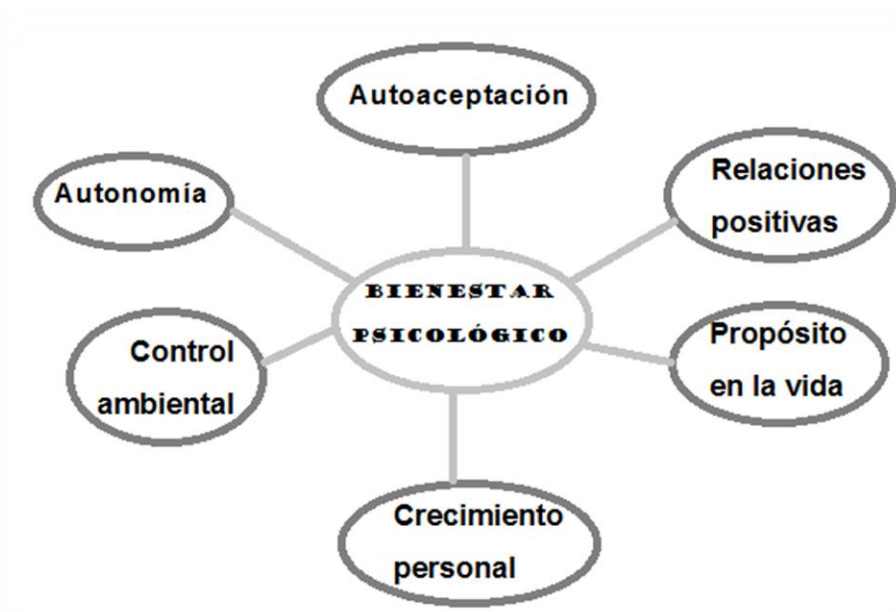 Autoaceptación
Autonomía
Relaciones
positivas
BIENESTAR
PSICOLÓGICO
Control
ambiental
Propósito
en la vida
Crecimiento
personal